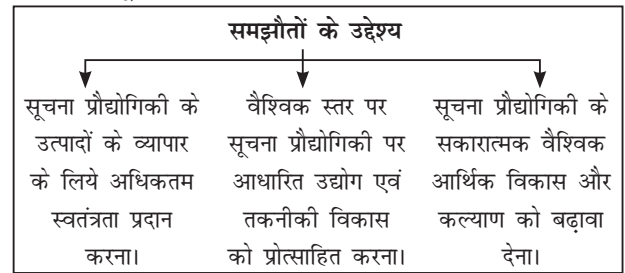 समझौतों के उद्देश्य
सूचना प्रौद्योगिकी के
उत्पादों के व्यापार
के लिये अधिकतम
स्वतंत्रता प्रदान
करना।
वैश्विक स्तर पर
सूचना प्रौद्योगिकी पर
आधारित उद्योग एवं
तकनीकी विकास
को प्रोत्साहित करना।
सूचना प्रौद्योगिकी के
सकारात्मक वैश्विक
आर्थिक विकास और
कल्याण को बढ़ावा
देना।